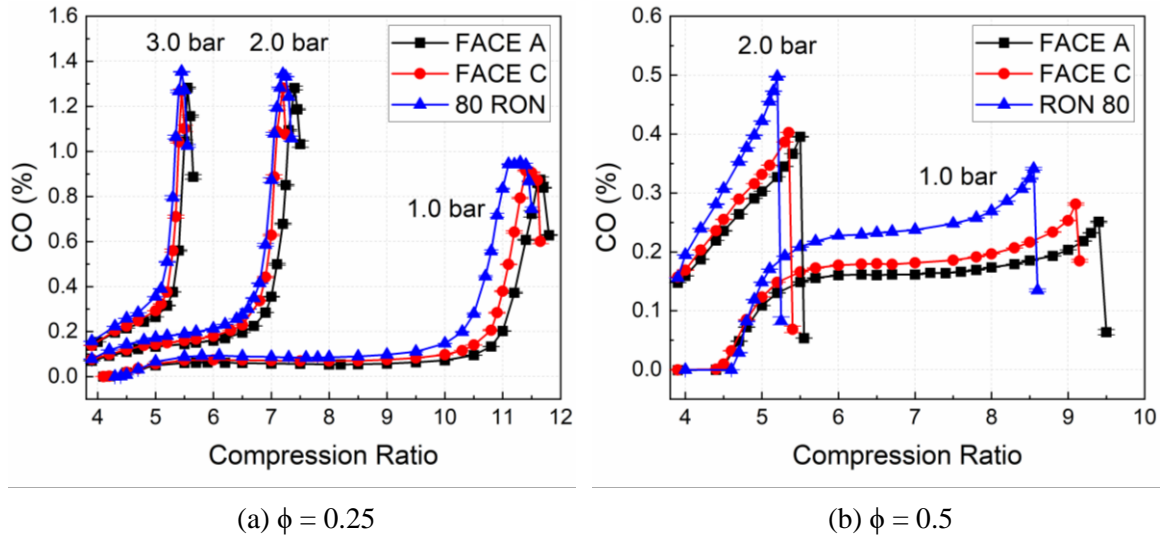 1.6
1.4
1.2
1.0
0.8
0.6
0.4
0.2
0.0
CO (%)
3.0 bar
2.0 bar
1.0 bar
FACE A
FACE C
80 RON
4 5 6 7 8 9 10 11 12
Compression Ratio
(a) ϕ = 0.25
0.6
0.5
0.4
0.3
0.2
0.1
0.0
CO (%)
2.0 bar
1.0 bar
FACE A
FACE C
RON 80
4 5 6 7 8 9 10
Compression Ratio
(b) ϕ = 0.5